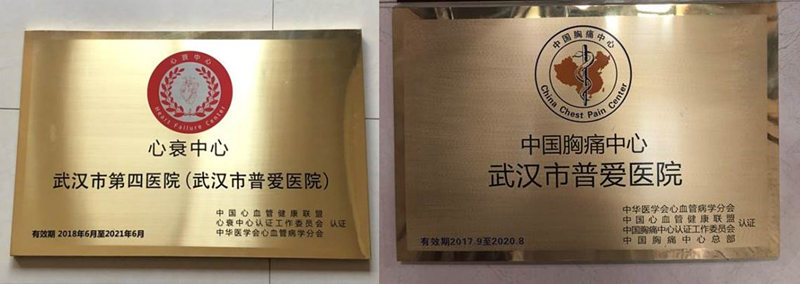 心衰中心
Heart Failure Center
心衰中心
武汉市第四医院(武汉市普爱医院)
中国心血管健康联盟
心衰中心认证工作委员会 认证
中华医学会心血管病学分会
有效期 2018年6月至2021年6月
中国胸痛中心
China Chest Pain Center
中国胸痛中心
武汉市普爱医院
中华医学会心血管病学分会
中国心血管健康联盟
中国胸痛中心认证工作委员会 认证
中国胸痛中心总部
有效期2017.9至2020.8